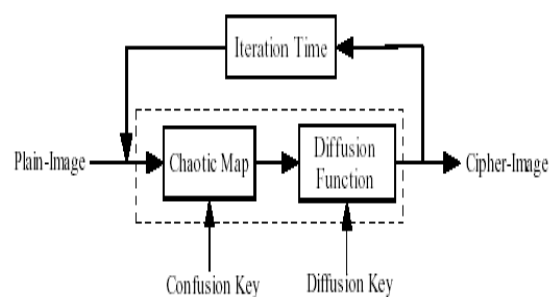 Iteration Time
Plain-Image
Chaotic Map
Diffusion
Function
Cipher-Image
Confusion Key
Diffusion Key